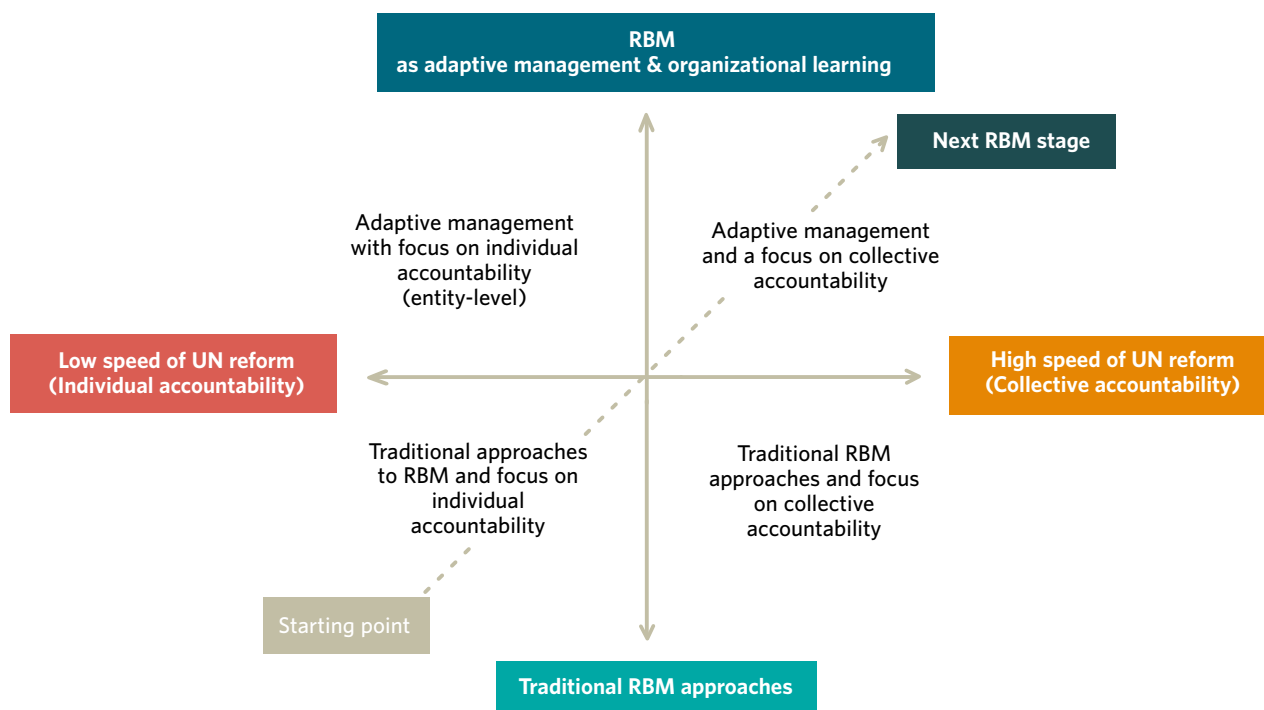 RBM
as adaptive management & organizational learning
Next RBM stage
Adaptive management
with focus on individual
accountability
(entity-level)
Adaptive management
and a focus on collective
accountability
Low speed of UN reform
(Individual accountability)
High speed of UN reform
(Collective accountability)
Traditional approaches
to RBM and focus on
individual
accountability
Traditional RBM
approaches and focus
on collective
accountability
Starting point
Traditional RBM approaches